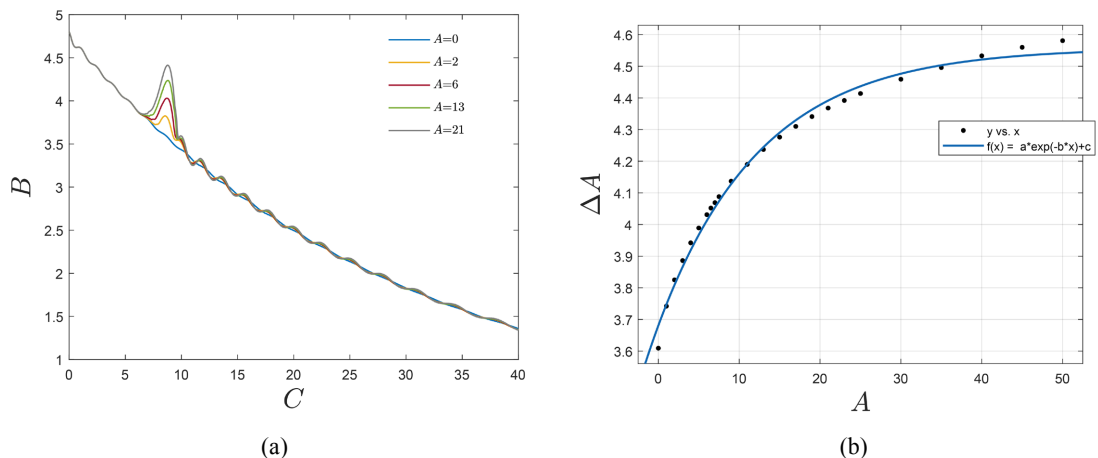 5
4.5
4
3.5
3
2.5
2
1.5
1
B
0
5
10
15
20
25
30
35
40
C
A=0
A=2
A=6
A=13
A=21
(a)
4.6
4.5
4.4
4.3
4.2
4.1
4
3.9
3.8
3.7
3.6
ΔA
0
10
20
30
40
50
A
y vs. x
f(x) = a*exp(-b*x)+c
(b)